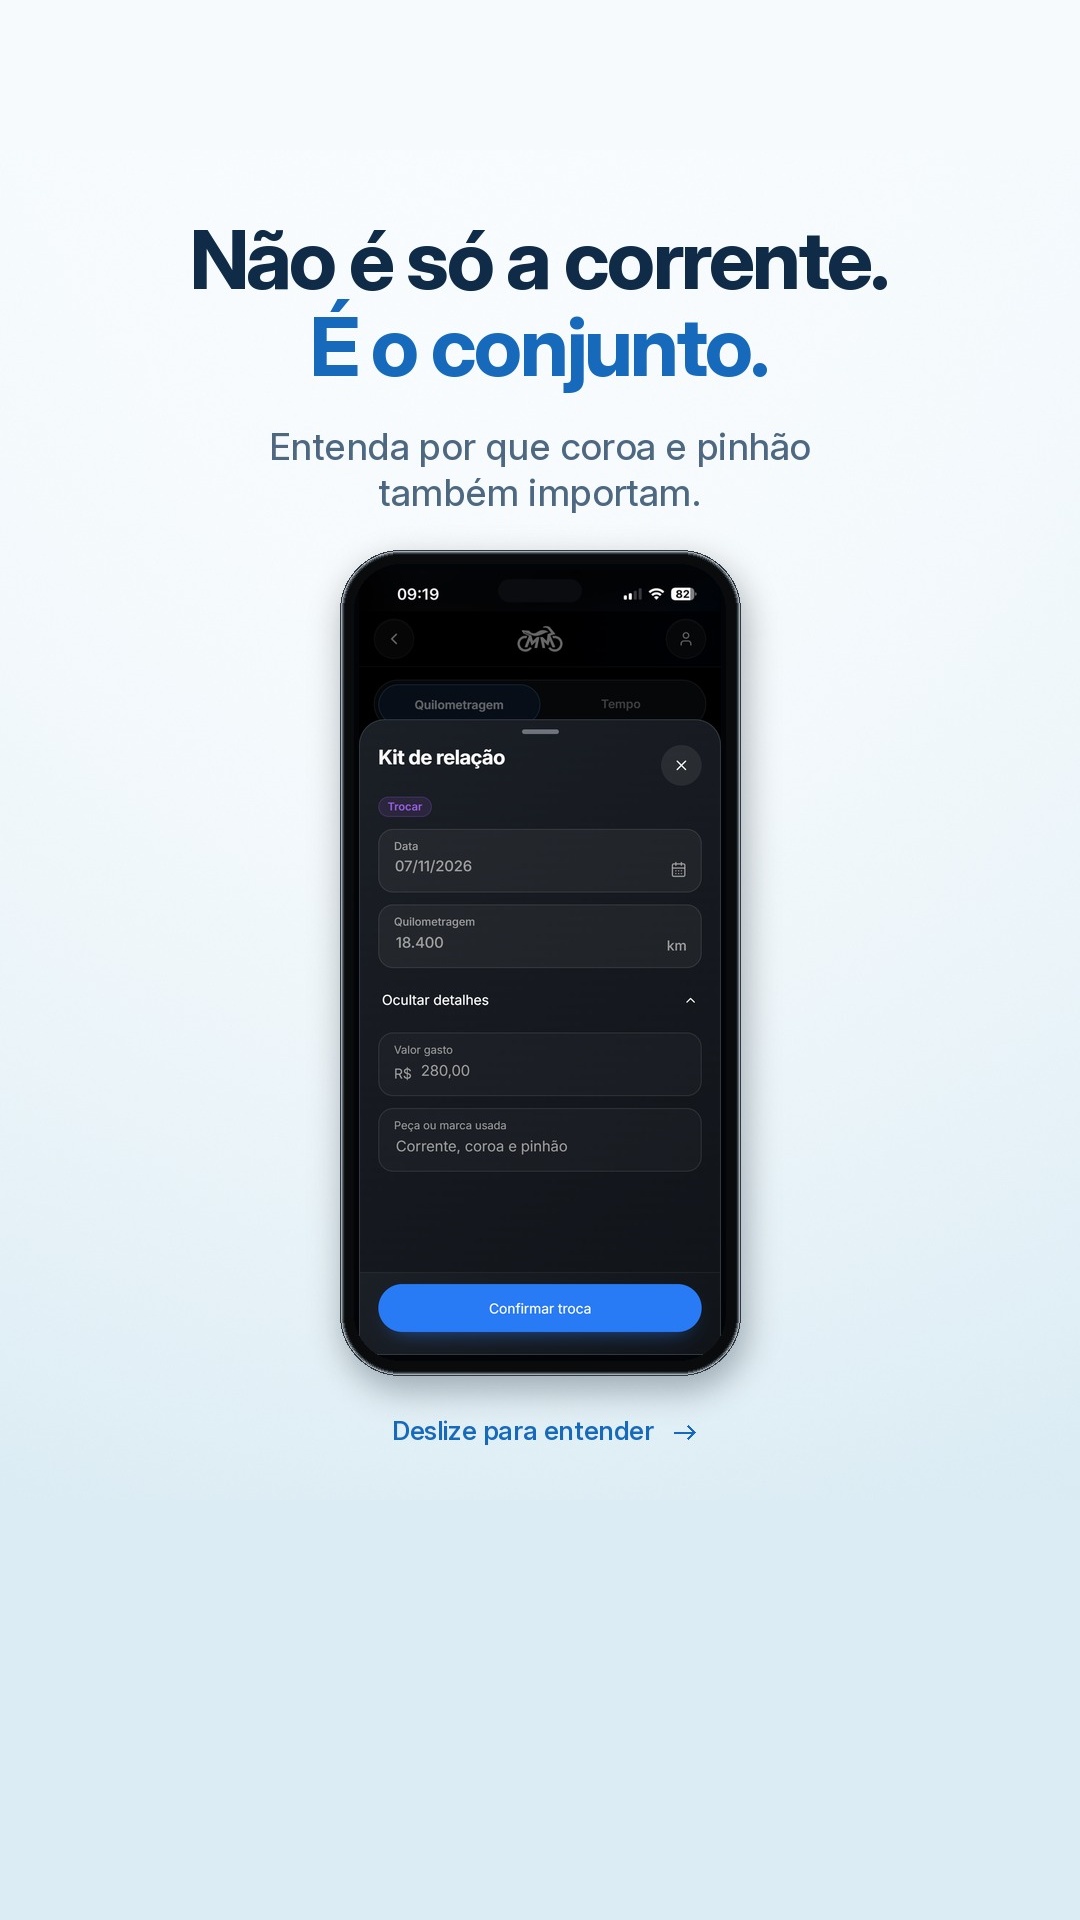 Não é só a corrente.
É o conjunto.
Entenda por que coroa e pinhão
também importam.
09:19
82
MM
Quilometragem
Tempo
Kit de relação
Trocar
Data
07/11/2026
Quilometragem
18.400
km
Ocultar detalhes
Valor gasto
R$ 280,00
Peça ou marca usada
Corrente, coroa e pinhão
Confirmar troca
Deslize para entender →